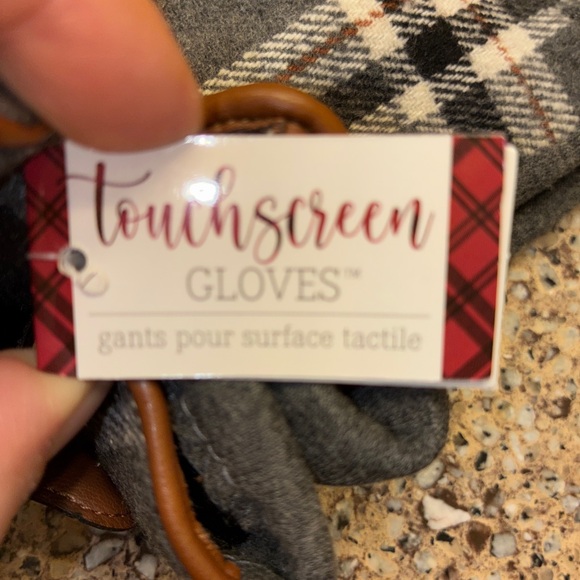 touchscreen
GLOVES™
gants pour surface tactile